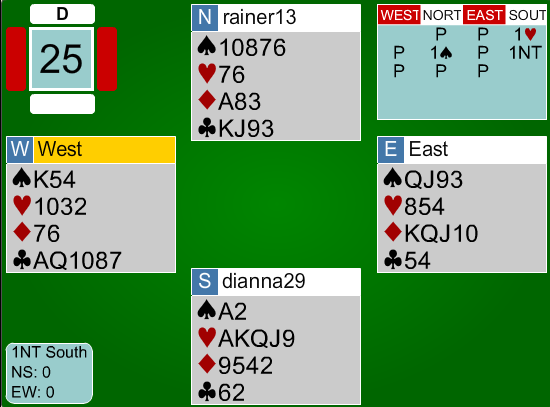 D
25
N rainer13
♠10876
♥76
♦A83
♣KJ93
WEST NORT EAST SOUT
P P 1♥
P 1♠ P 1NT
P P P
W West
♠K54
♥1032
♦76
♣AQ1087
E East
♠QJ93
♥854
♦KQJ10
♣54
S dianna29
♠A2
♥AKQJ9
♦9542
♣62
1NT South
NS: 0
EW: 0